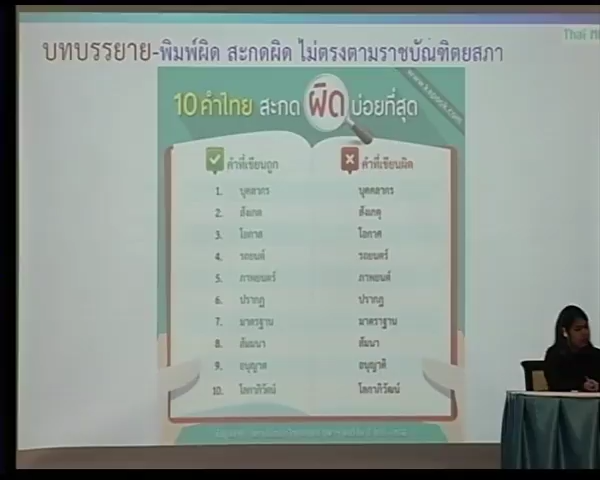 Thai M
บทบรรยาย-พิมพ์ผิด สะกดผิด ไม่ตรงตามราชบัณฑิตยสภา
www.kapook.com
10 คำไทย สะกด ผิด บ่อยที่สุด
คำที่เขียนถูก คำที่เขียนผิด
1. บุคลากร บุคคลากร
2. สังเกต สังเกตุ
3. โอกาส โอกาศ
4. รถยนต์ รถยนตร์
5. ภาพยนตร์ ภาพยนต์
6. ปรากฏ ปรากฎ
7. มาตรฐาน มาตราฐาน
8. สัมมนา สัมนา
9. อนุญาต อนุญาติ
10. โลกาภิวัตน์ โลกาภิวัฒน์